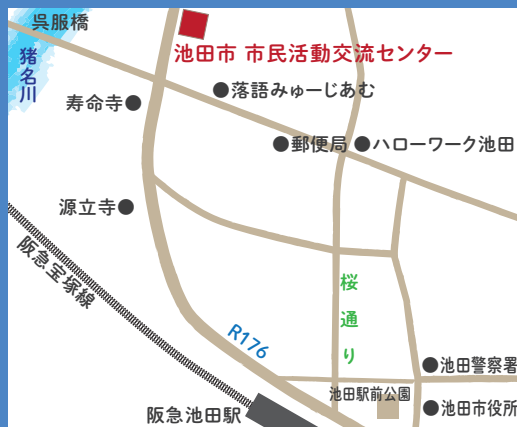 呉服橋
猪名川
池田市 市民活動交流センター
寿命寺●
●落語みゅーじあむ
●郵便局 ●ハローワーク池田
源立寺●
阪急宝塚線
桜通り
R176
●池田警察署
池田駅前公園
阪急池田駅
●池田市役所